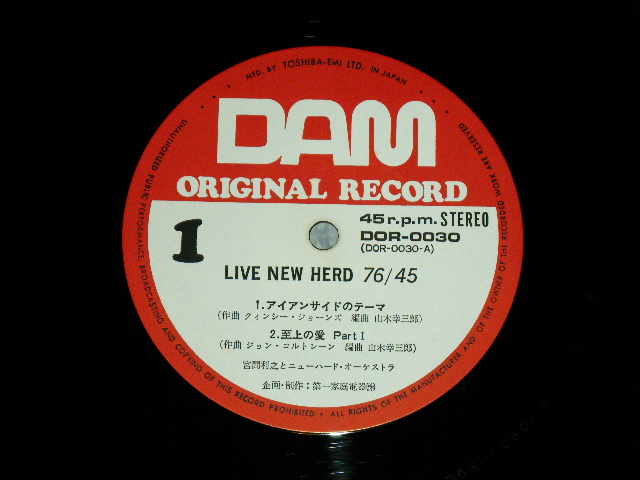 MFD. BY TOSHIBA-EMI LTD. IN JAPAN
DAM
ORIGINAL RECORD
1
45 r.p.m. STEREO
DOR-0030
(DOR-0030-A)
LIVE NEW HERD 76/45
1.アイアンサイドのテーマ
(作曲 クィンシー・ジョーンズ 編曲 山木幸三郎)
2.至上の愛 Part I
(作曲 ジョン・コルトレーン 編曲 山木幸三郎)
宮間利之とニューハード・オーケストラ
企画・制作：第一家庭電器㈱
UNAUTHORIZED PUBLIC PERFORMANCE, BROADCASTING AND COPYING OF THIS RECORD PROHIBITED • ALL RIGHTS OF THE MANUFACTURER AND OF THE OWNER OF THE RECORDED WORK ARE RESERVED
DOR-0030-A